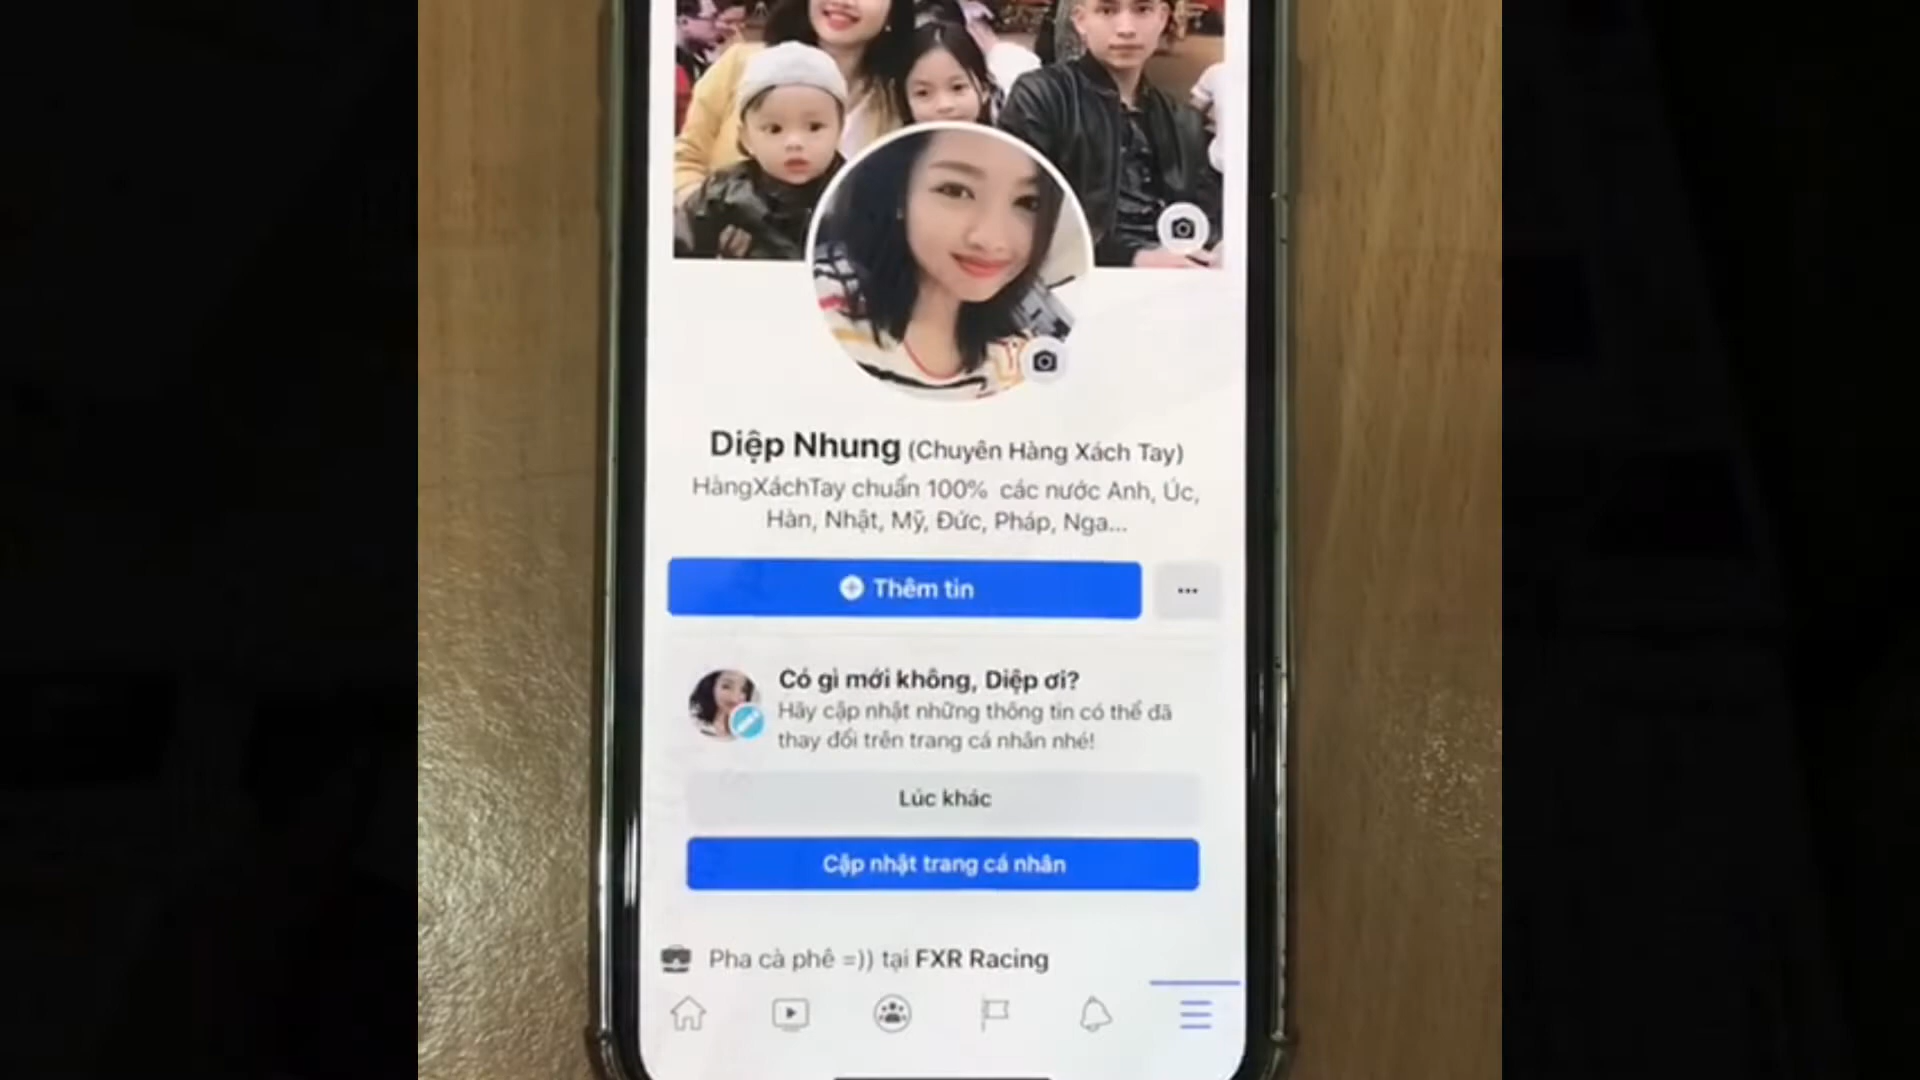 Diệp Nhung (Chuyên Hàng Xách Tay)
HàngXáchTay chuẩn 100% các nước Anh, Úc,
Hàn, Nhật, Mỹ, Đức, Pháp, Nga...
Thêm tin
Có gì mới không, Diệp ơi?
Hãy cập nhật những thông tin có thể đã
thay đổi trên trang cá nhân nhé!
Lúc khác
Cập nhật trang cá nhân
Pha cà phê =)) tại FXR Racing